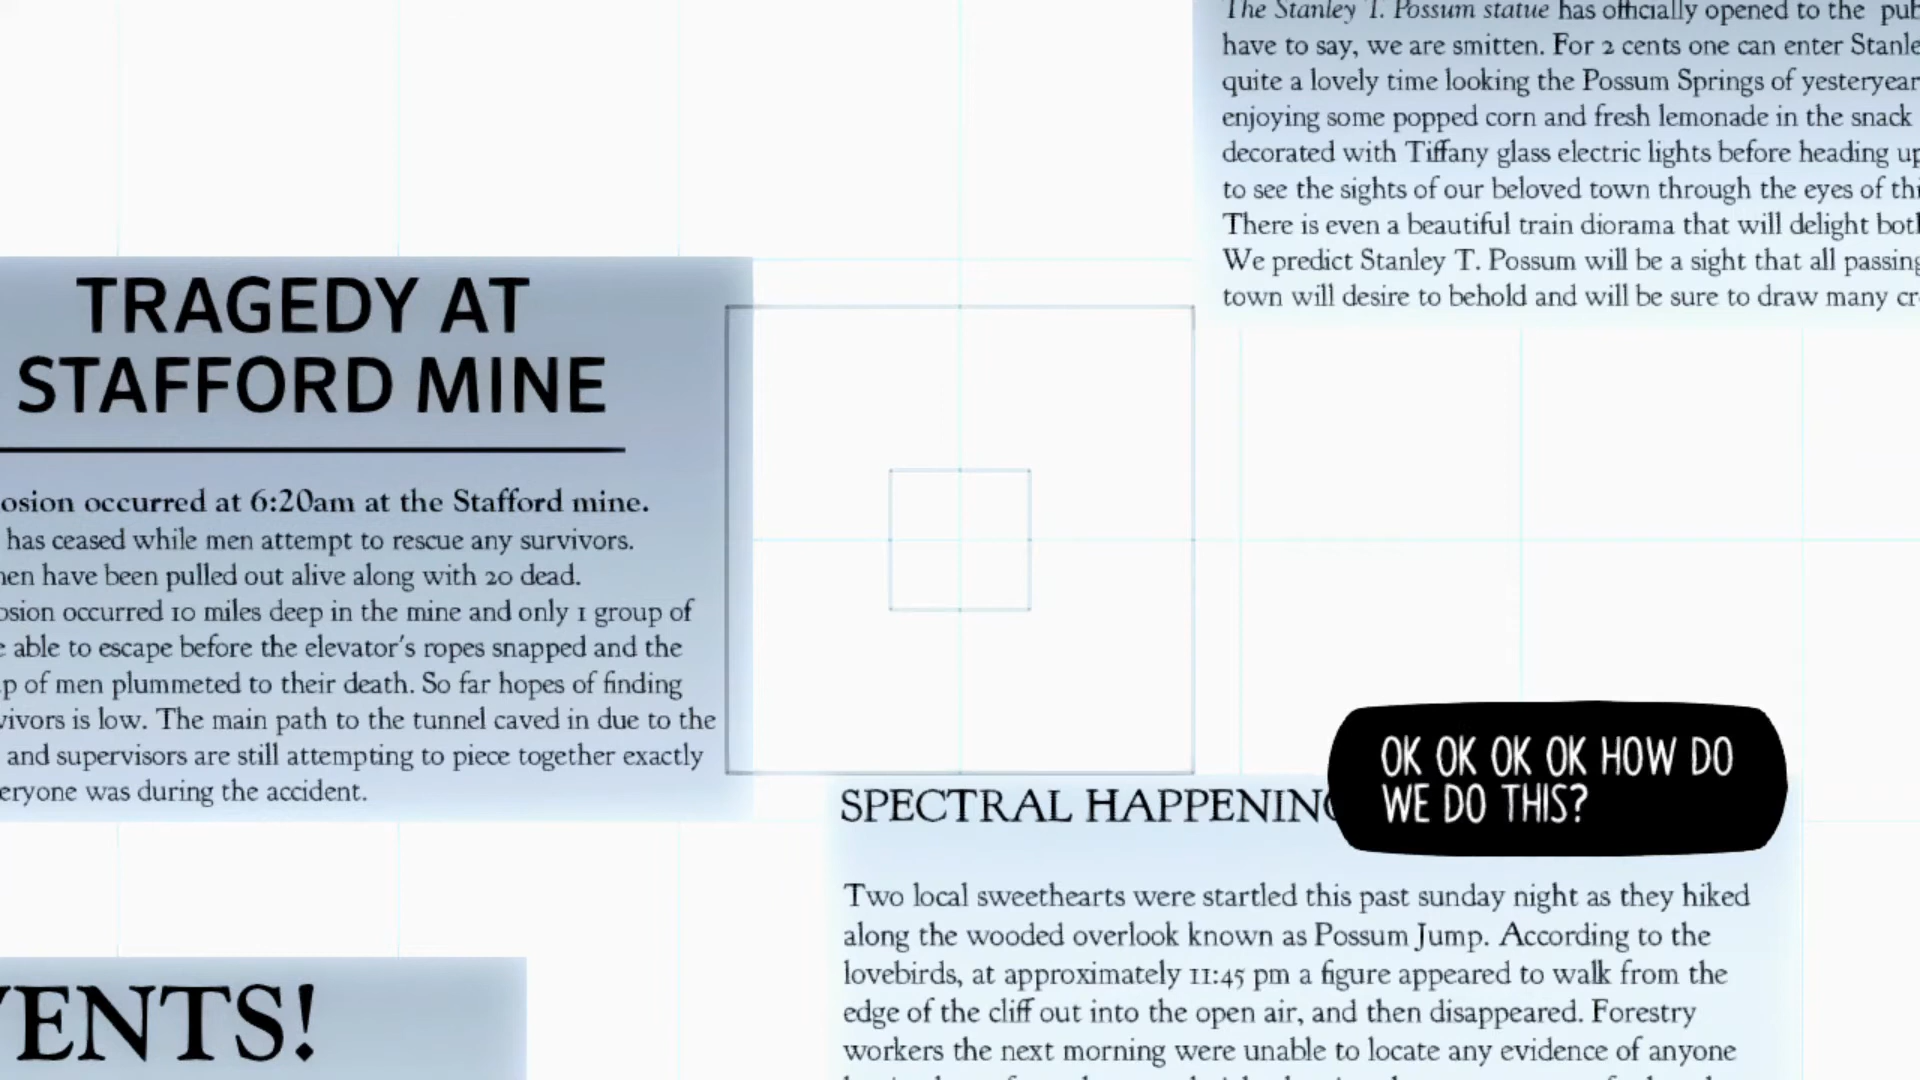 The Stanley T. Possum statue has officially opened to the
have to say, we are smitten. For 2 cents one can enter
quite a lovely time looking the Possum Springs of yesteryear
enjoying some popped corn and fresh lemonade in the snack
decorated with Tiffany glass electric lights before heading
to see the sights of our beloved town through the eyes of
There is even a beautiful train diorama that will delight
We predict Stanley T. Possum will be a sight that all
town will desire to behold and will be sure to draw many
TRAGEDY AT
STAFFORD MINE
occurred at 6:20am at the Stafford mine.
has ceased while men attempt to rescue any survivors.
have been pulled out alive along with 20 dead.
occurred 10 miles deep in the mine and only 1 group of
able to escape before the elevator's ropes snapped and the
of men plummeted to their death. So far hopes of finding
is low. The main path to the tunnel caved in due to the
and supervisors are still attempting to piece together exactly
was during the accident.
OK OK OK OK HOW DO
WE DO THIS?
SPECTRAL
Two local sweethearts were startled this past sunday night as they hiked
along the wooded overlook known as Possum Jump. According to the
lovebirds, at approximately 11:45 pm a figure appeared to walk from the
edge of the cliff out into the open air, and then disappeared. Forestry
workers the next morning were unable to locate any evidence of anyone